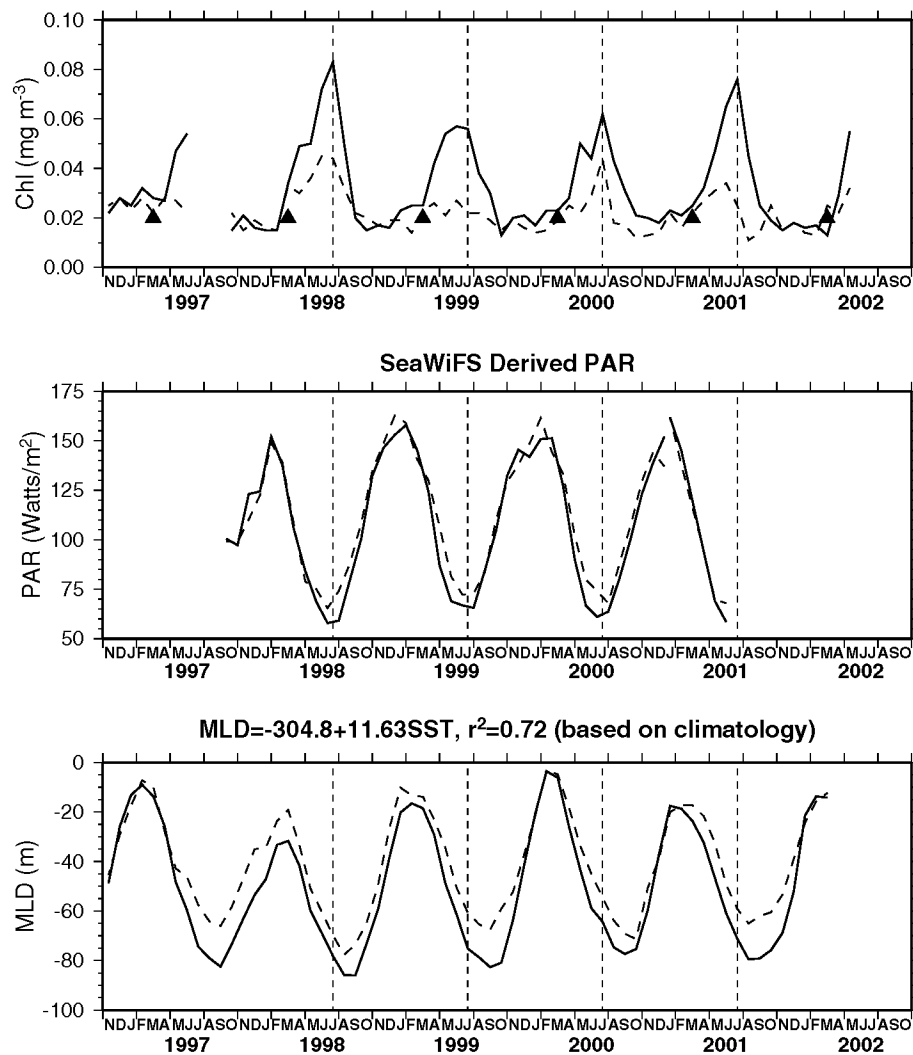 0.10
0.08
0.06
0.04
0.02
0.00
Chl (mg m-3)
NDJFMAMJJASONDJFMAMJJASONDJFMAMJJASONDJFMAMJJASONDJFMAMJJASONDJFMAMJJASO
1997 1998 1999 2000 2001 2002
SeaWiFS Derived PAR
175
150
125
100
75
50
PAR (Watts/m2)
NDJFMAMJJASONDJFMAMJJASONDJFMAMJJASONDJFMAMJJASONDJFMAMJJASONDJFMAMJJASO
1997 1998 1999 2000 2001 2002
MLD=-304.8+11.63SST, r2=0.72 (based on climatology)
0
-20
-40
-60
-80
-100
MLD (m)
NDJFMAMJJASONDJFMAMJJASONDJFMAMJJASONDJFMAMJJASONDJFMAMJJASONDJFMAMJJASO
1997 1998 1999 2000 2001 2002